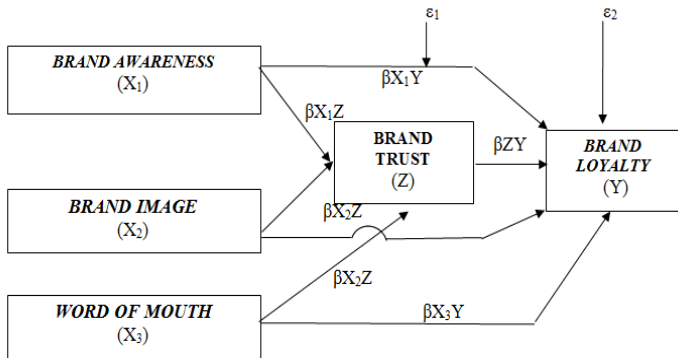 ε₁
ε₂
BRAND AWARENESS
(X₁)
βX₁Y
βX₁Z
BRAND
TRUST
(Z)
βZY
BRAND
LOYALTY
(Y)
BRAND IMAGE
(X₂)
βX₂Z
βX₂Z
WORD OF MOUTH
(X₃)
βX₃Y